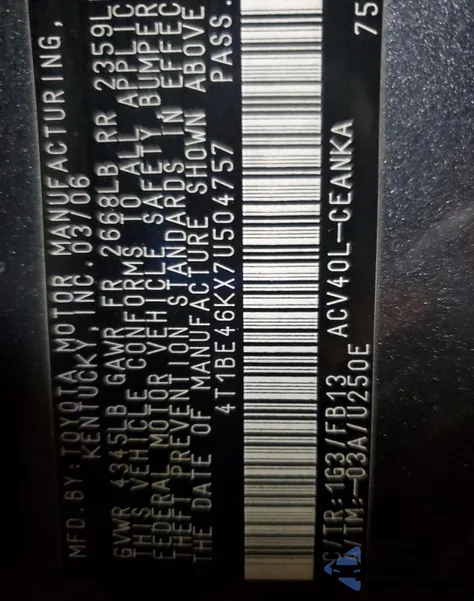 MFD. BY: TOYOTA MOTOR MANUFACTURING,
KENTUCKY, INC. 03/06
GVWR 4345LB GAWR FR 2668LB RR 2359L
THIS VEHICLE CONFORMS TO ALL APPLIC
FEDERAL MOTOR VEHICLE SAFETY, BUMPER
THEFT PREVENTION STANDARDS IN EFFEC
THE DATE OF MANUFACTURE SHOWN ABOVE
4T1BE46KX7U504757 PASS.
C/TR:1G3/FB13 ACV40L-CEANKA 75
/TM:-03A/U250E